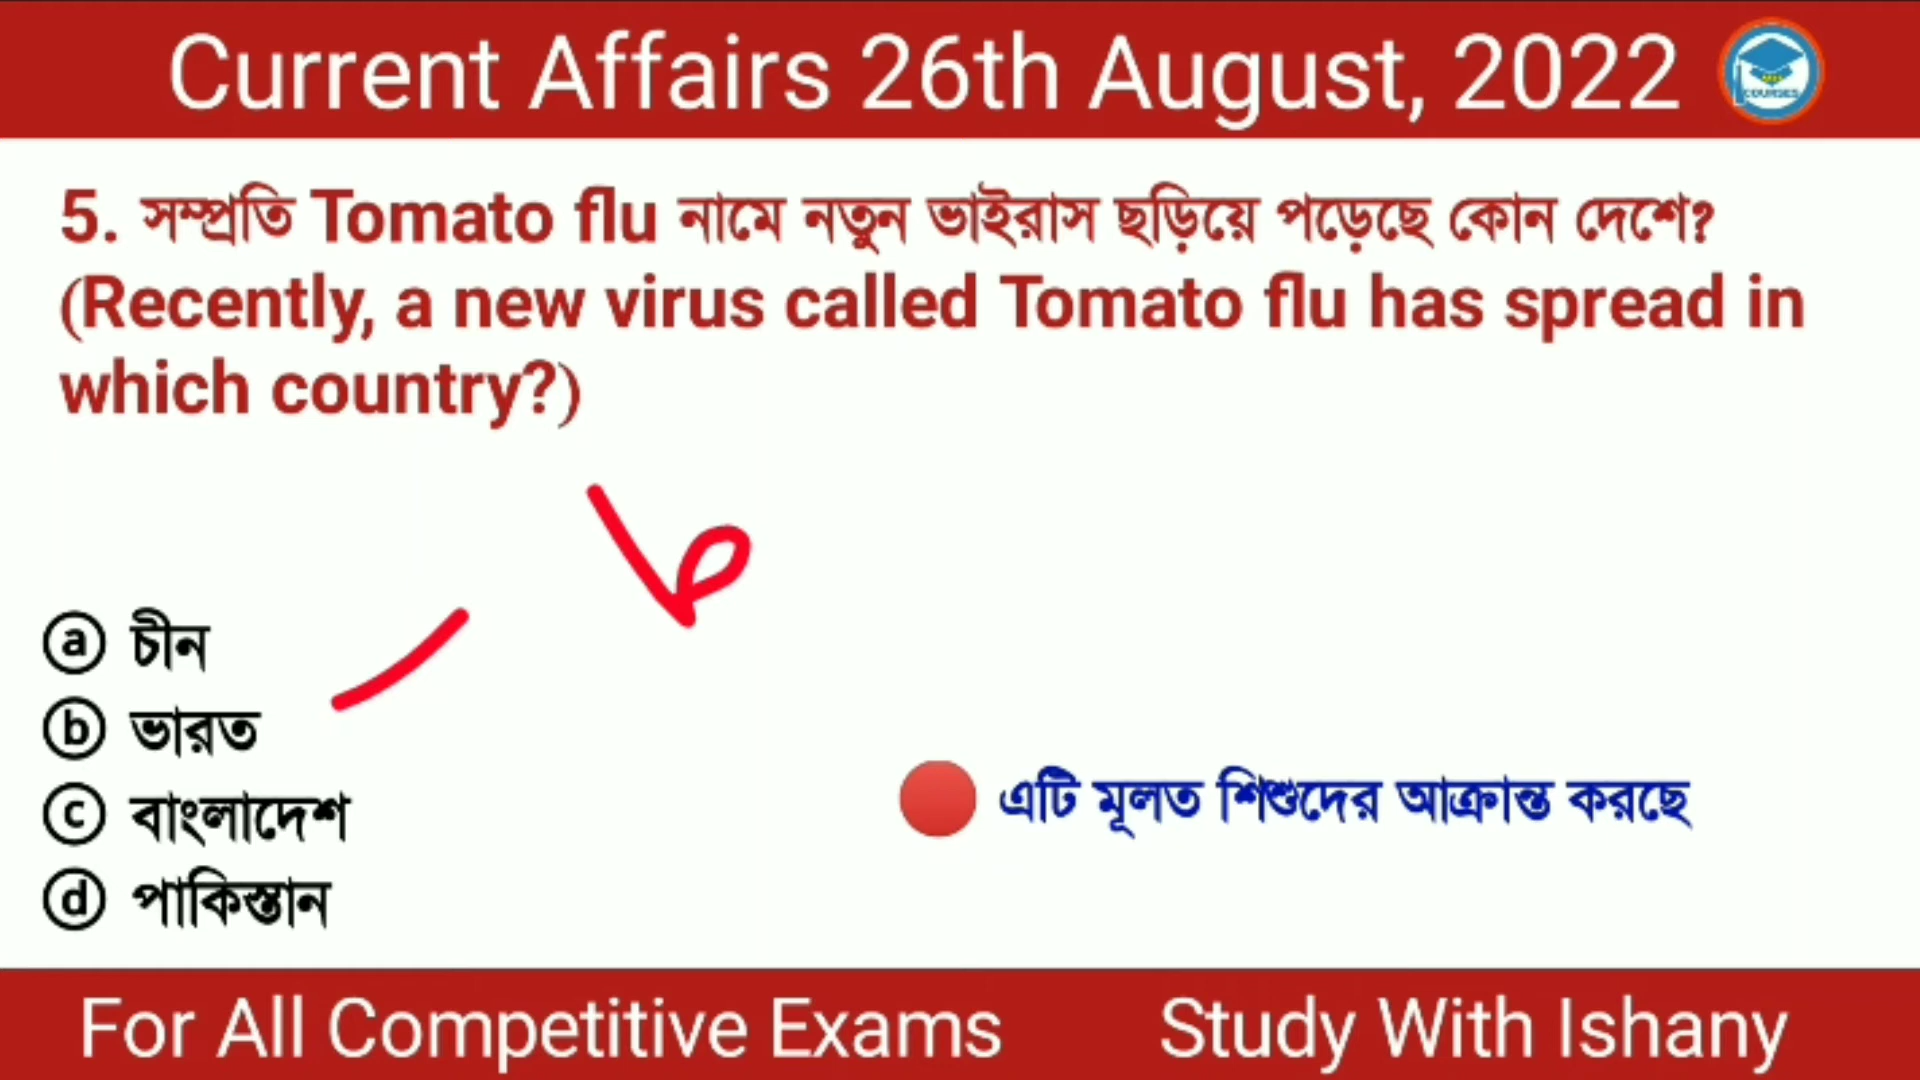 Current Affairs 26th August, 2022
COURSES
5. সম্প্রতি Tomato flu নামে নতুন ভাইরাস ছড়িয়ে পড়েছে কোন দেশে?
(Recently, a new virus called Tomato flu has spread in
which country?)
ⓐ চীন
ⓑ ভারত
ⓒ বাংলাদেশ
ⓓ পাকিস্তান
এটি মূলত শিশুদের আক্রান্ত করছে
For All Competitive Exams Study With Ishany